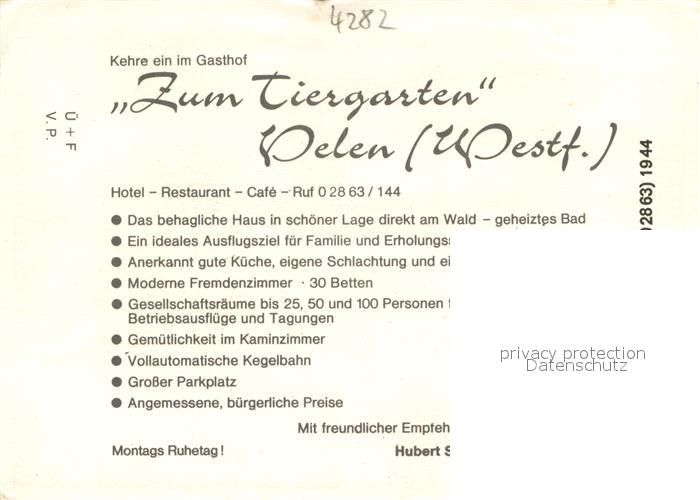 4282
Kehre ein im Gasthof
„Zum Tiergarten“
Velen (Westf.)
Ü + F
V.P.
Hotel – Restaurant – Café – Ruf 0 28 63 / 144
● Das behagliche Haus in schöner Lage direkt am Wald – geheiztes Bad
● Ein ideales Ausflugsziel für Familie und
● Anerkannt gute Küche, eigene Schlachtung und
● Moderne Fremdenzimmer · 30 Betten
● Gesellschaftsräume bis 25, 50 und 100 Personen
Betriebsausflüge und Tagungen
● Gemütlichkeit im Kaminzimmer
● Vollautomatische Kegelbahn
● Großer Parkplatz
● Angemessene, bürgerliche Preise
Mit freundlicher
Montags Ruhetag!
Hubert
28 63) 1944
privacy protection
Datenschutz